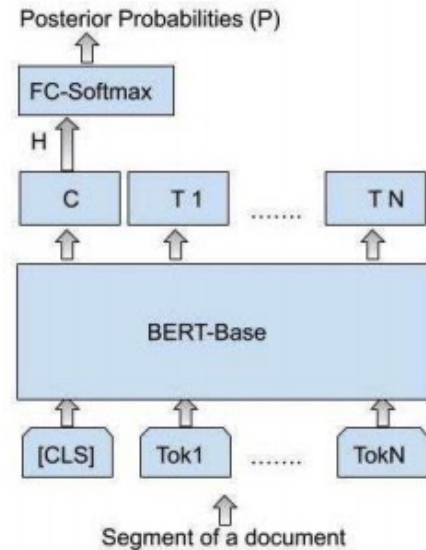 Posterior Probabilities (P)
FC-Softmax
H
C T 1 ....... T N
BERT-Base
[CLS] Tok1 ....... TokN
Segment of a document